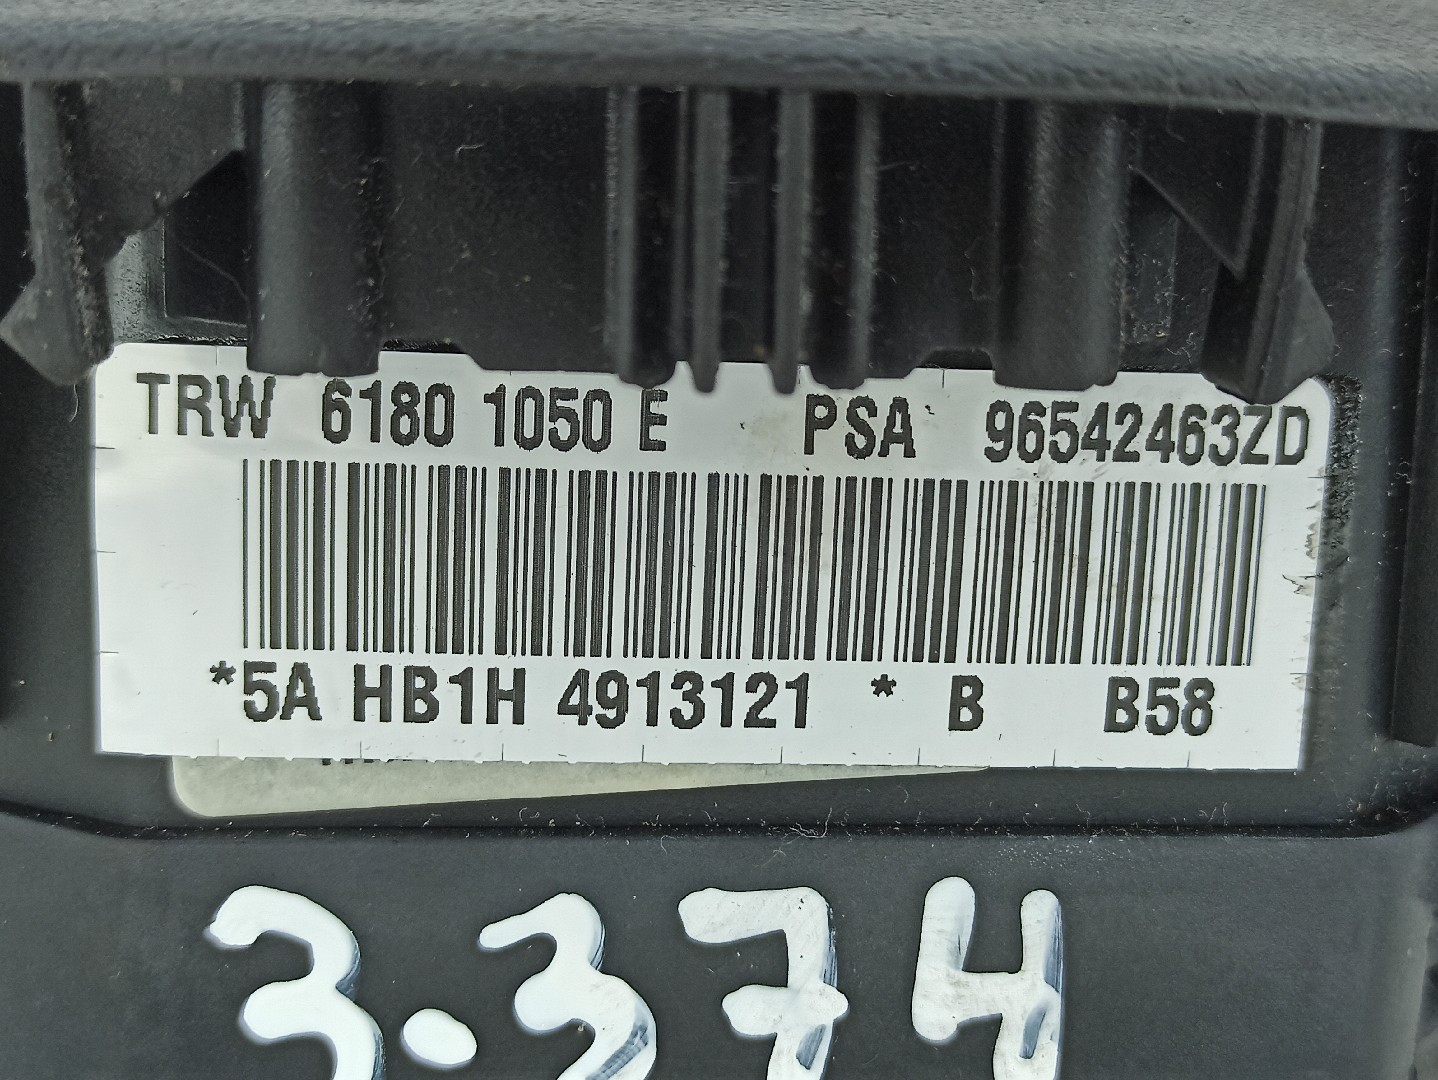 TRW 6180 1050 E PSA 96542463ZD
*5A HB1H 4913121 * B B58
3.374